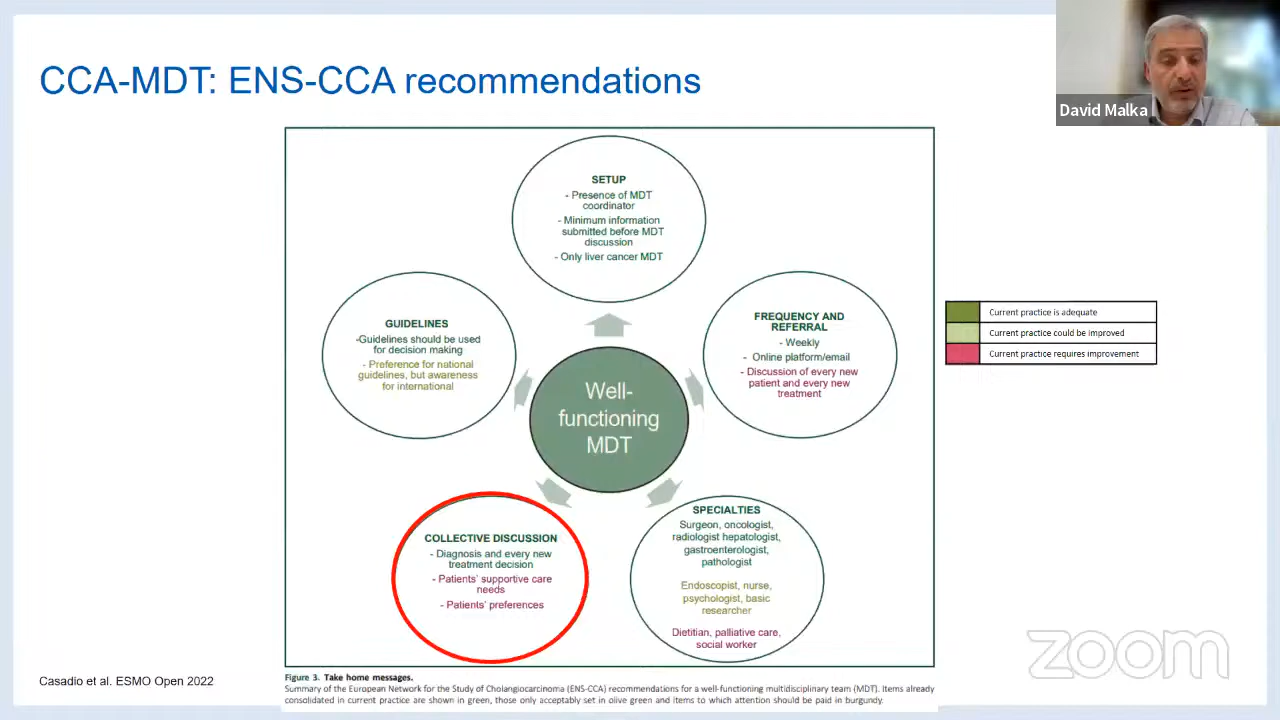 CCA-MDT: ENS-CCA recommendations
David Malka
SETUP
- Presence of MDT
coordinator
- Minimum information
submitted before MDT
discussion
- Only liver cancer MDT
GUIDELINES
-Guidelines should be used
for decision making
- Preference for national
guidelines, but awareness
for international
FREQUENCY AND
REFERRAL
- Weekly
- Online platform/email
- Discussion of every new
patient and every new
treatment
Current practice is adequate
Current practice could be improved
Current practice requires improvement
Well-
functioning
MDT
COLLECTIVE DISCUSSION
- Diagnosis and every new
treatment decision
- Patients' supportive care
needs
- Patients' preferences
SPECIALTIES
Surgeon, oncologist,
radiologist hepatologist,
gastroenterologist,
pathologist
Endoscopist, nurse,
psychologist, basic
researcher
Dietitian, palliative care,
social worker
zoom
Casadio et al. ESMO Open 2022
Figure 3. Take home messages.
Summary of the European Network for the Study of Cholangiocarcinoma (ENS-CCA) recommendations for a well-functioning multidisciplinary team (MDT). Items already
consolidated in current practice are shown in green, those only acceptably set in olive green and items to which attention should be paid in burgundy.